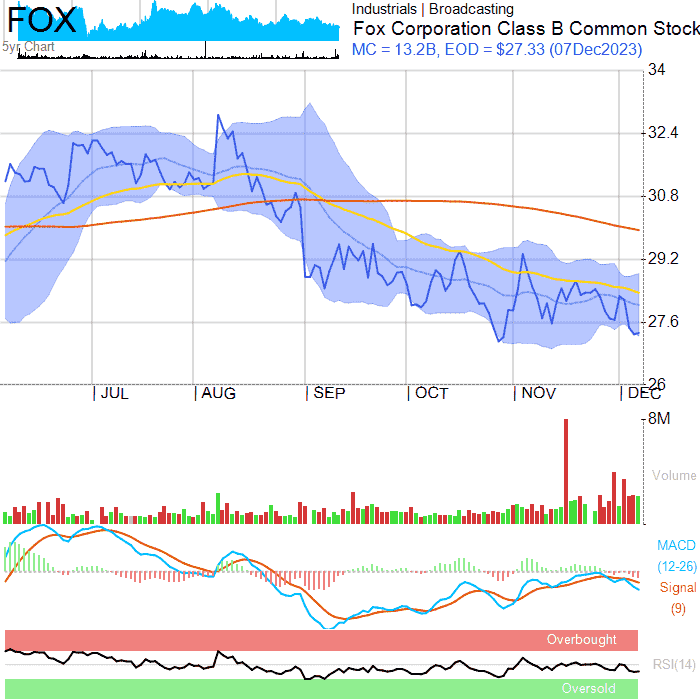 FOX
5yr Chart
Industrials | Broadcasting
Fox Corporation Class B Common Stock
MC = 13.2B, EOD = $27.33 (07Dec2023)
34
32.4
30.8
29.2
27.6
26
JUL AUG SEP OCT NOV DEC
8M
Volume
MACD
(12-26)
Signal
(9)
Overbought
RSI(14)
Oversold